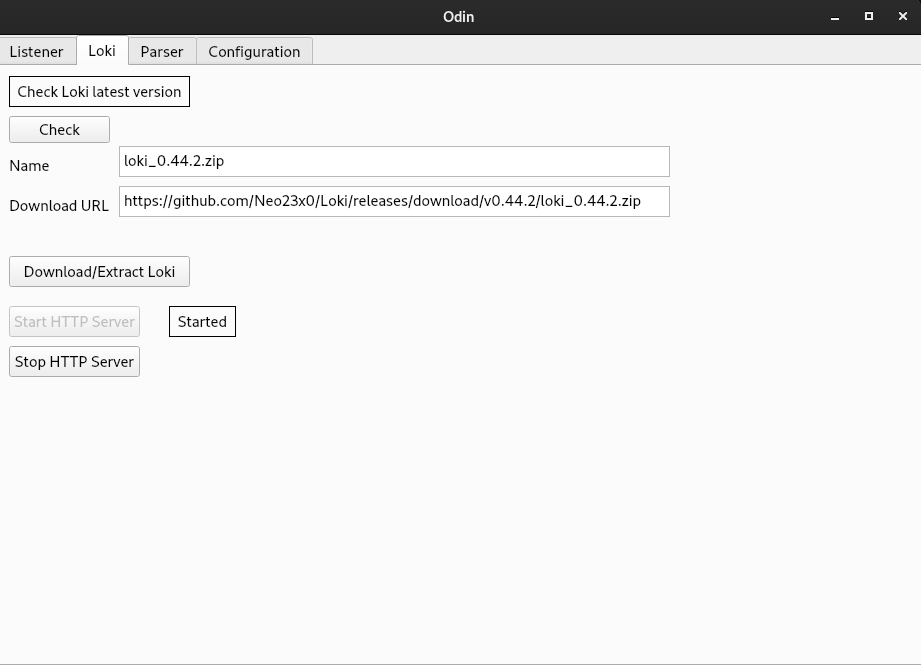 Odin
Listener Loki Parser Configuration
Check Loki latest version
Check
Name loki_0.44.2.zip
Download URL https://github.com/Neo23x0/Loki/releases/download/v0.44.2/loki_0.44.2.zip
Download/Extract Loki
Start HTTP Server Started
Stop HTTP Server